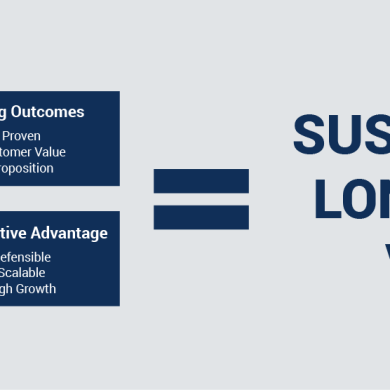 g Outcomes
Proven
tomer Value
roposition
tive Advantage
efensible
Scalable
gh Growth
SUS
LON